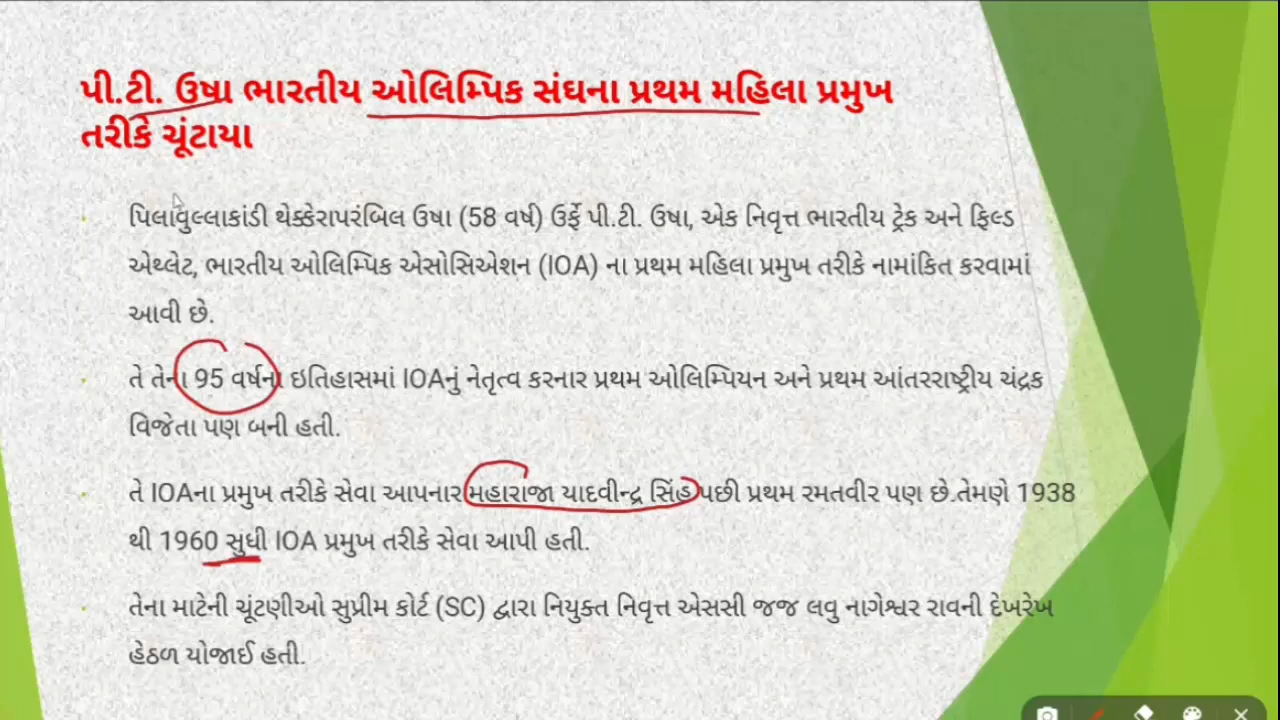 પી.ટી. ઉષા ભારતીય ઓલિમ્પિક સંઘના પ્રથમ મહિલા પ્રમુખ
તરીકે ચૂંટાયા
પિલાવુલ્લાકાંડી થેક્કેરાપરંબિલ ઉષા (58 વર્ષ) ઉર્ફે પી.ટી. ઉષા, એક નિવૃત્ત ભારતીય ટ્રેક અને ફિલ્ડ
એથ્લેટ, ભારતીય ઓલિમ્પિક એસોસિએશન (IOA) ના પ્રથમ મહિલા પ્રમુખ તરીકે નામાંકિત કરવામાં
આવી છે.
તે તેના 95 વર્ષના ઇતિહાસમાં IOAનું નેતૃત્વ કરનાર પ્રથમ ઓલિમ્પિયન અને પ્રથમ આંતરરાષ્ટ્રીય ચંદ્રક
વિજેતા પણ બની હતી.
તે IOAના પ્રમુખ તરીકે સેવા આપનાર મહારાજા યાદવીન્દ્ર સિંહ પછી પ્રથમ રમતવીર પણ છે.તેમણે 1938
થી 1960 સુધી IOA પ્રમુખ તરીકે સેવા આપી હતી.
તેના માટેની ચૂંટણીઓ સુપ્રીમ કોર્ટ (SC) દ્વારા નિયુક્ત નિવૃત્ત એસસી જજ લવુ નાગેશ્વર રાવની દેખરેખ
હેઠળ યોજાઈ હતી.